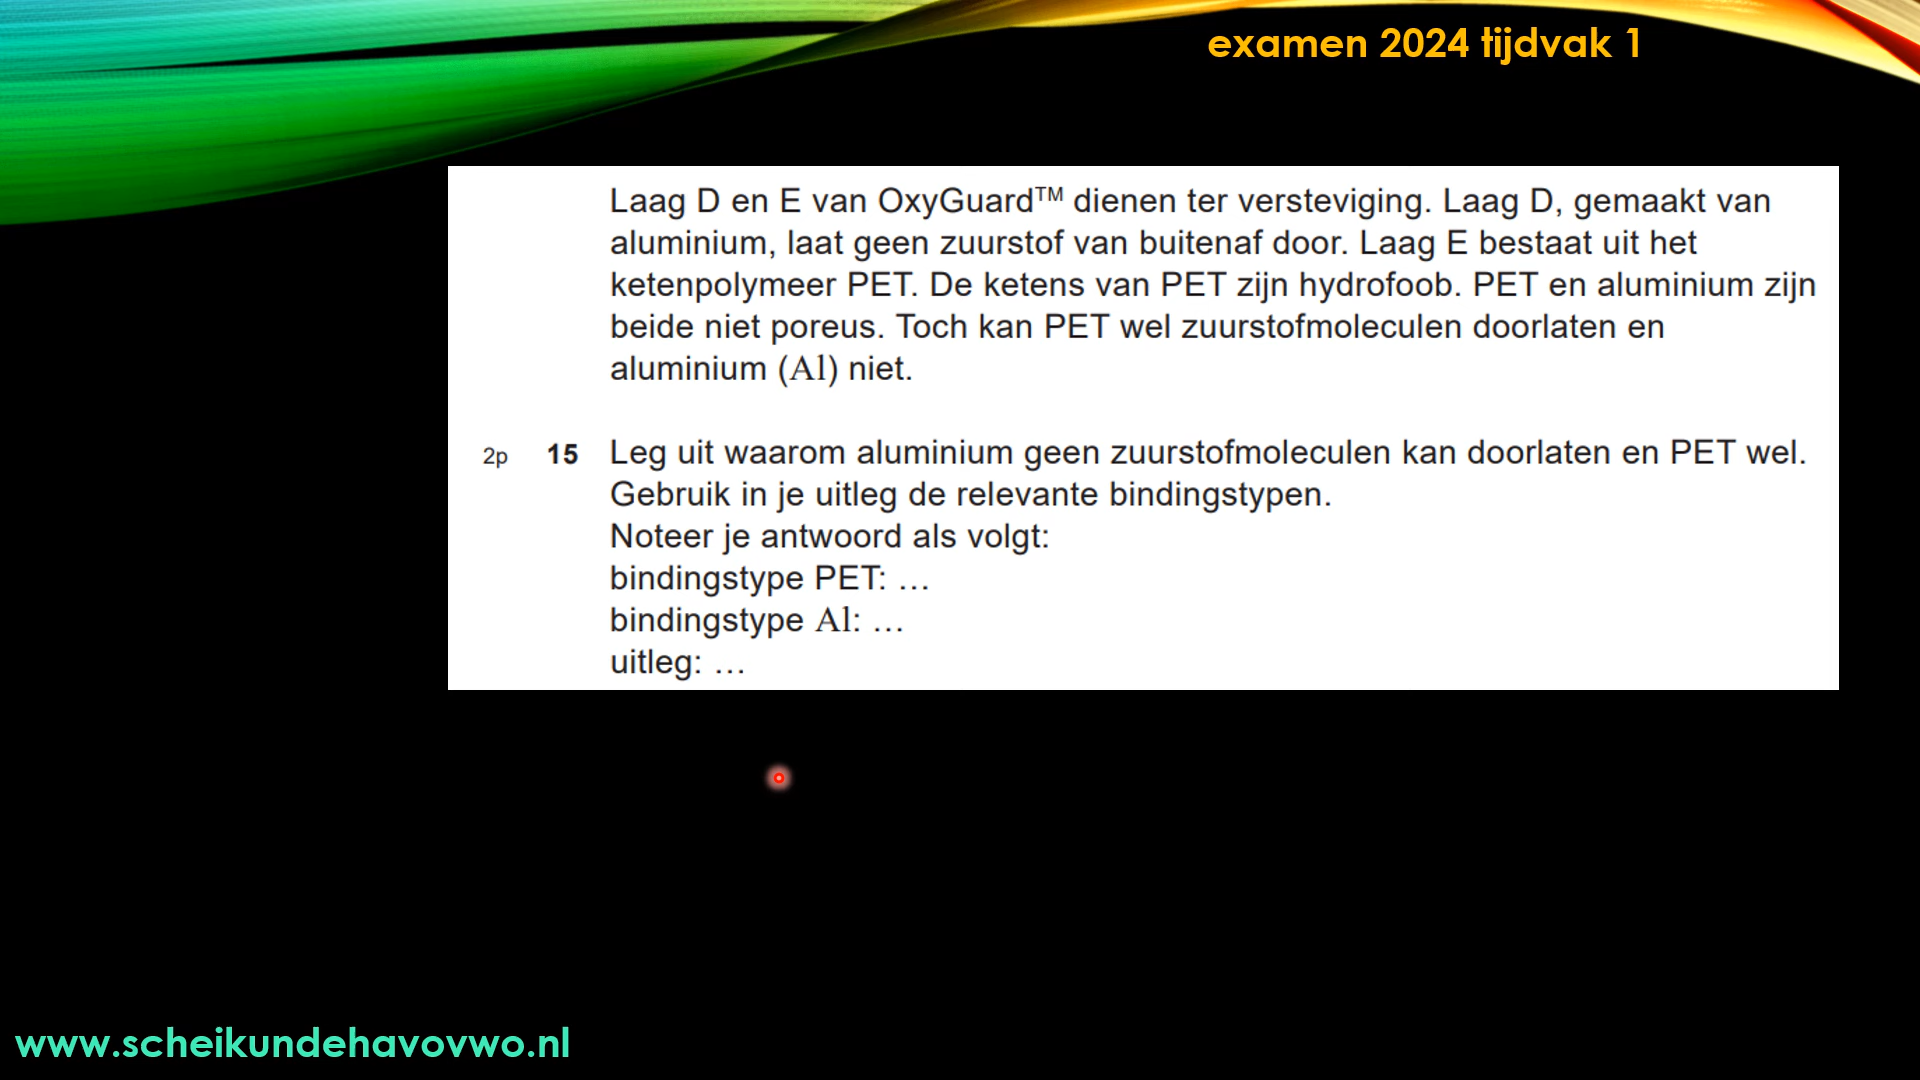 examen 2024 tijdvak 1
Laag D en E van OxyGuard™ dienen ter versteviging. Laag D, gemaakt van
aluminium, laat geen zuurstof van buitenaf door. Laag E bestaat uit het
ketenpolymeer PET. De ketens van PET zijn hydrofoob. PET en aluminium zijn
beide niet poreus. Toch kan PET wel zuurstofmoleculen doorlaten en
aluminium (Al) niet.
2p 15 Leg uit waarom aluminium geen zuurstofmoleculen kan doorlaten en PET wel.
Gebruik in je uitleg de relevante bindingstypen.
Noteer je antwoord als volgt:
bindingstype PET: …
bindingstype Al: …
uitleg: …
www.scheikundehavovwo.nl